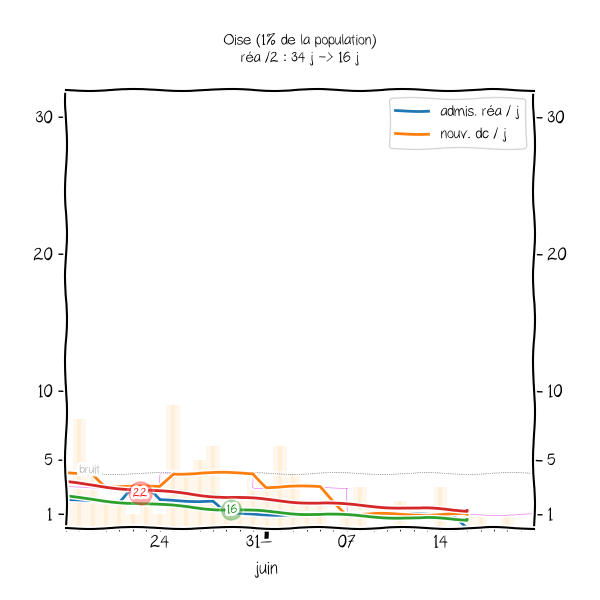 Oise (1% de la population)
réa /2 : 34 j -> 16 j
admis. réa / j
nouv. dc / j
30
30
20
20
10
10
5
5
bruit
22
16
1
1
24
31
07
14
juin